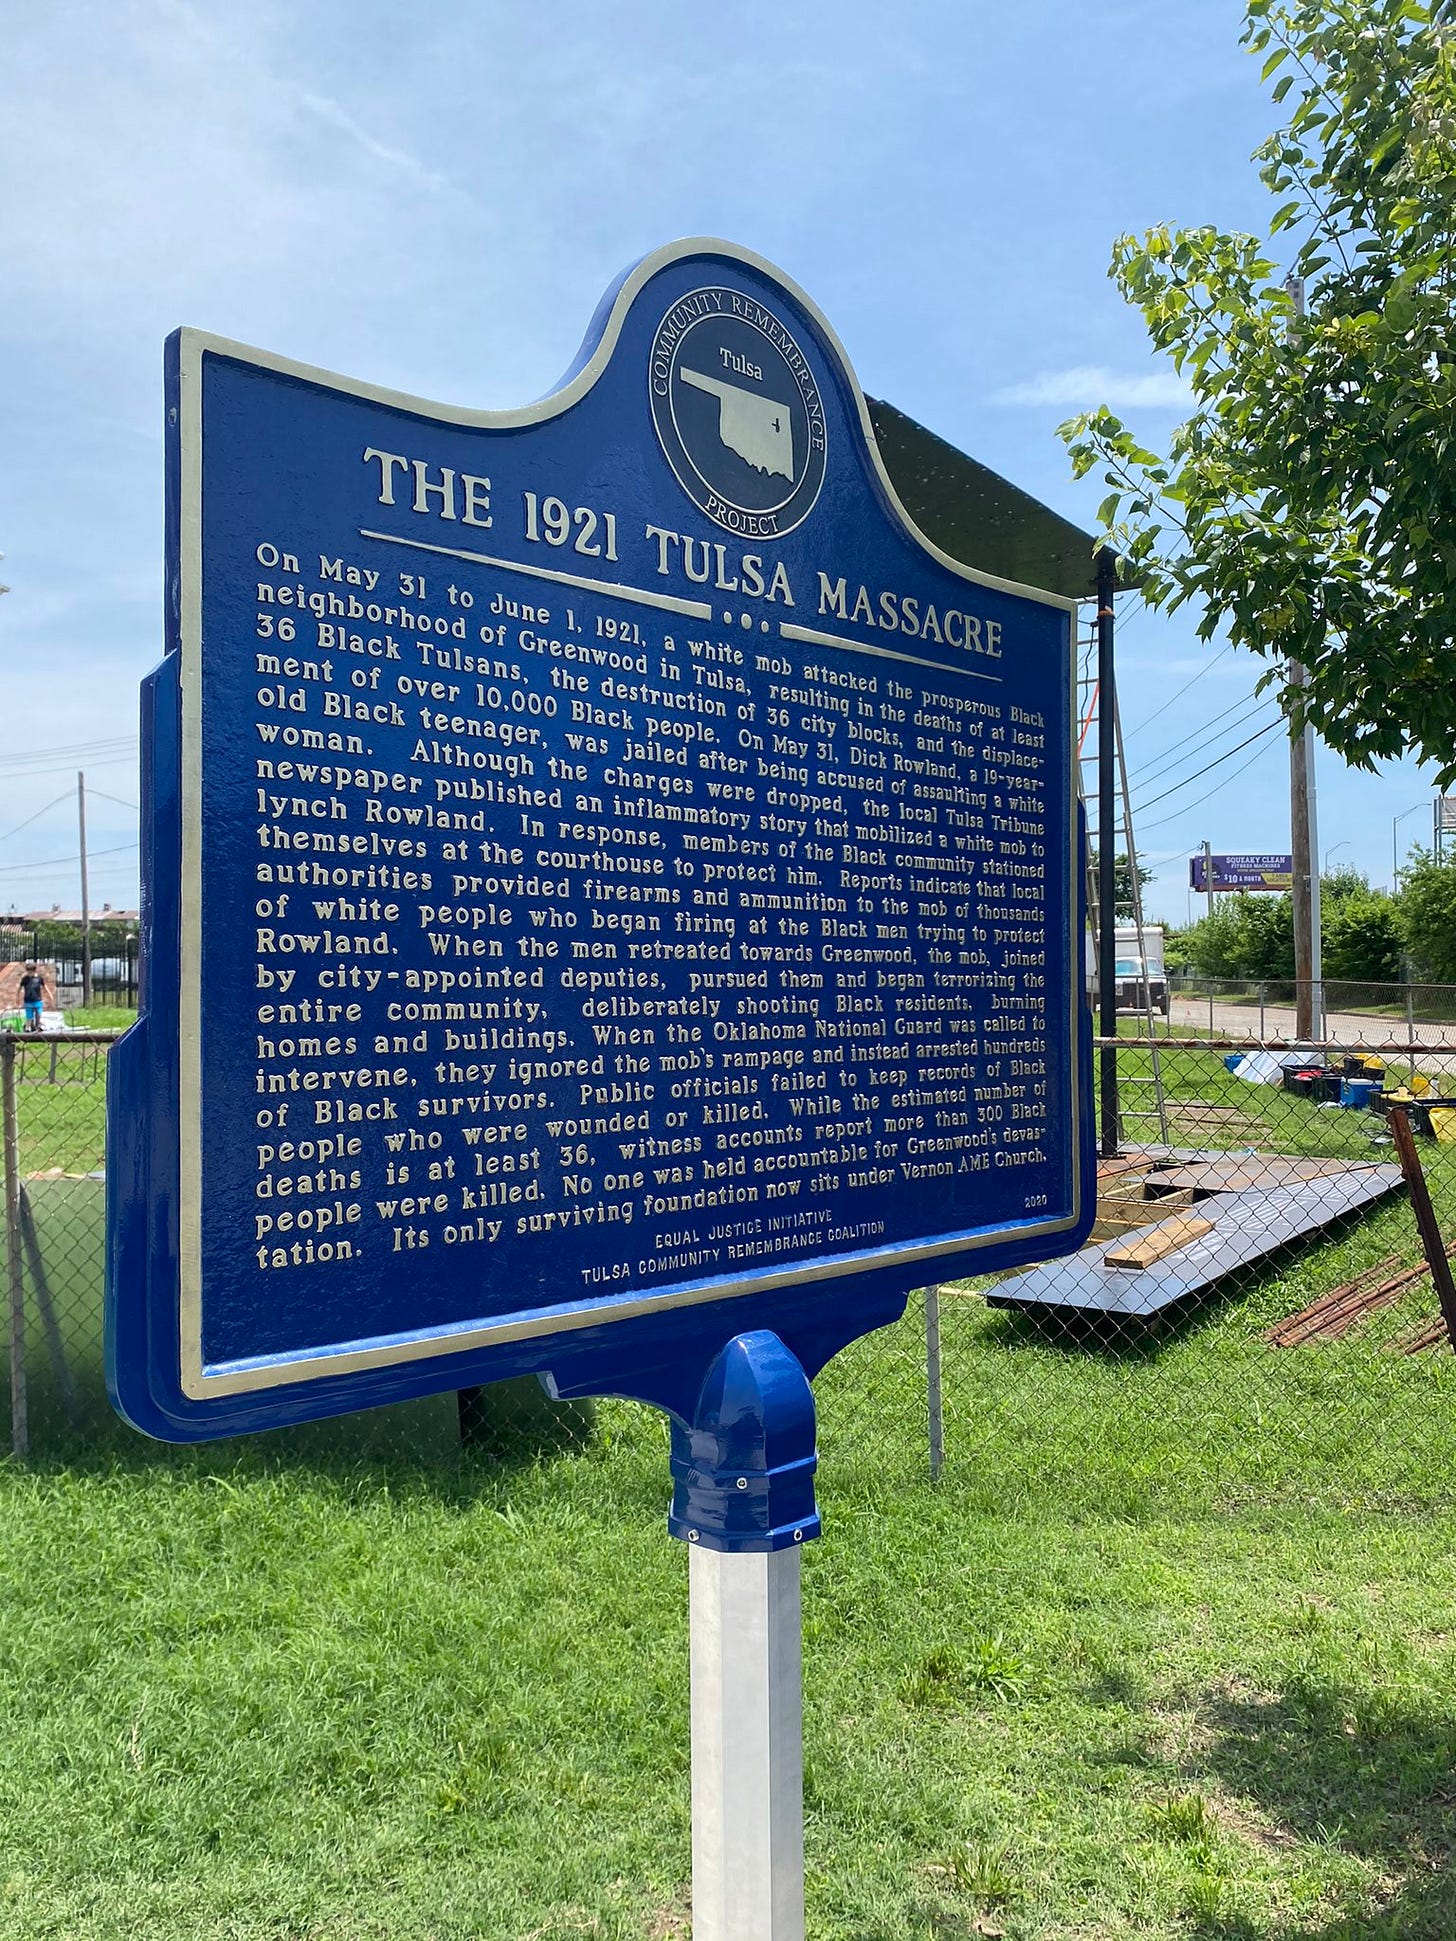 COMMUNITY REMEMBRANCE
Tulsa
PROJECT
THE 1921 TULSA MASSACRE
On May 31 to June 1, 1921, a white mob attacked the prosperous Black
neighborhood of Greenwood in Tulsa, resulting in the deaths of at least
36 Black Tulsans, the destruction of 36 city blocks, and the displace-
ment of over 10,000 Black people. On May 31, Dick Rowland, a 19-year-
old Black teenager, was jailed after being accused of assaulting a white
woman. Although the charges were dropped, the local Tulsa Tribune
newspaper published an inflammatory story that mobilized a white mob to
lynch Rowland. In response, members of the Black community stationed
themselves at the courthouse to protect him. Reports indicate that local
authorities provided firearms and ammunition to the mob of thousands
of white people who began firing at the Black men trying to protect
Rowland. When the men retreated towards Greenwood, the mob, joined
by city-appointed deputies, pursued them and began terrorizing the
entire community, deliberately shooting Black residents, burning
homes and buildings. When the Oklahoma National Guard was called to
intervene, they ignored the mob's rampage and instead arrested hundreds
of Black survivors. Public officials failed to keep records of Black
people who were wounded or killed. While the estimated number of
deaths is at least 36, witness accounts report more than 300 Black
people were killed. No one was held accountable for Greenwood's devas-
tation. Its only surviving foundation now sits under Vernon AME Church.
2020
EQUAL JUSTICE INITIATIVE
TULSA COMMUNITY REMEMBRANCE COALITION
SQUEAKY CLEAN
FITNESS MACHINES
$10 A MONTH